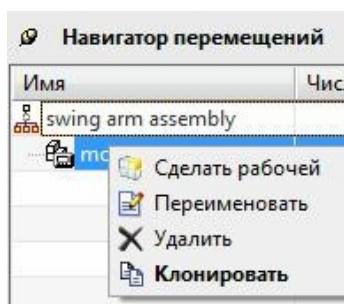 Навигатор перемещений
Имя
swing arm assembly
Сделать рабочей
Переименовать
Удалить
Клонировать